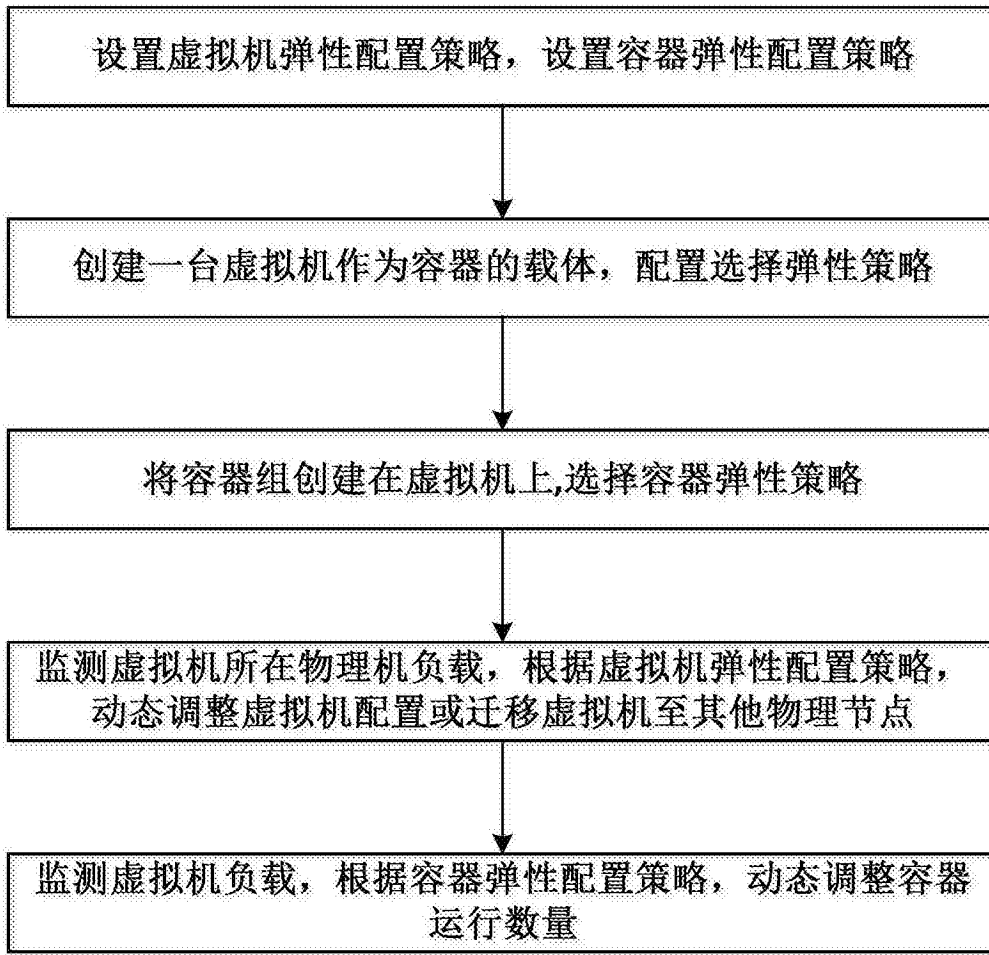 设置虚拟机弹性配置策略，设置容器弹性配置策略
创建一台虚拟机作为容器的载体，配置选择弹性策略
将容器组创建在虚拟机上,选择容器弹性策略
监测虚拟机所在物理机负载，根据虚拟机弹性配置策略，
动态调整虚拟机配置或迁移虚拟机至其他物理节点
监测虚拟机负载，根据容器弹性配置策略，动态调整容器
运行数量